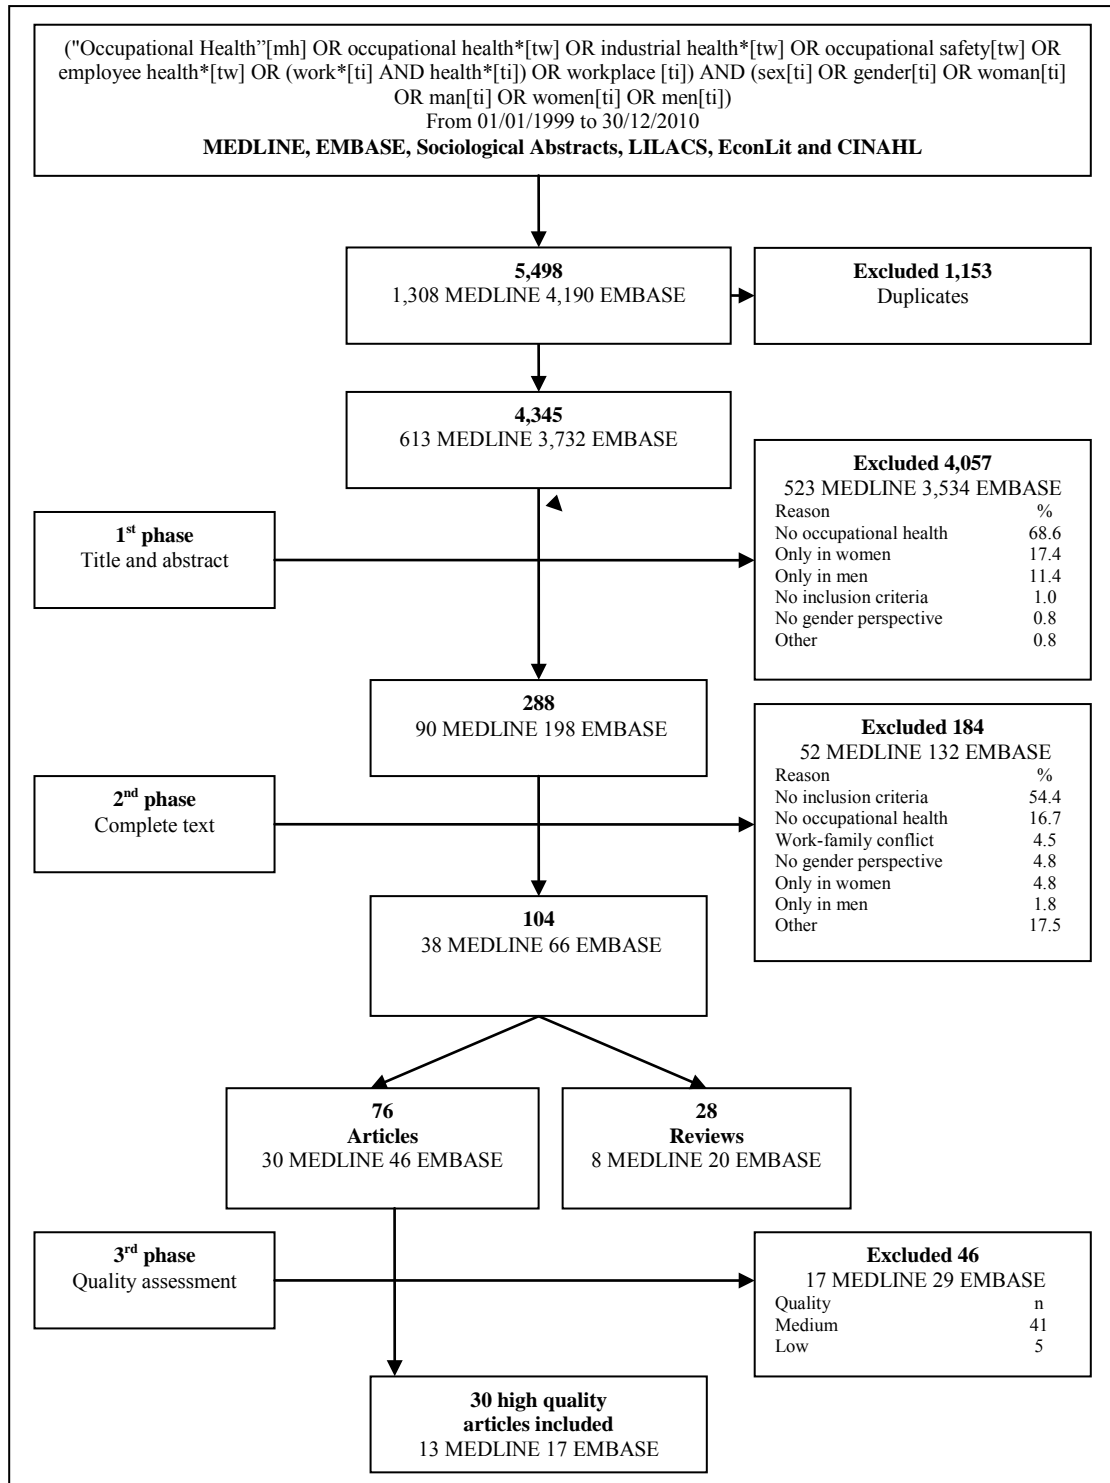 ("Occupational Health”[mh] OR occupational health*[tw] OR industrial health*[tw] OR occupational safety[tw] OR
employee health*[tw] OR (work*[ti] AND health*[ti]) OR workplace [ti]) AND (sex[ti] OR gender[ti] OR woman[ti]
OR man[ti] OR women[ti] OR men[ti])
From 01/01/1999 to 30/12/2010
MEDLINE, EMBASE, Sociological Abstracts, LILACS, EconLit and CINAHL
5,498
1,308 MEDLINE 4,190 EMBASE
Excluded 1,153
Duplicates
4,345
613 MEDLINE 3,732 EMBASE
Excluded 4,057
523 MEDLINE 3,534 EMBASE
Reason %
No occupational health 68.6
Only in women 17.4
Only in men 11.4
No inclusion criteria 1.0
No gender perspective 0.8
Other 0.8
1st phase
Title and abstract
288
90 MEDLINE 198 EMBASE
Excluded 184
52 MEDLINE 132 EMBASE
Reason %
No inclusion criteria 54.4
No occupational health 16.7
Work-family conflict 4.5
No gender perspective 4.8
Only in women 4.8
Only in men 1.8
Other 17.5
2nd phase
Complete text
104
38 MEDLINE 66 EMBASE
76
Articles
30 MEDLINE 46 EMBASE
28
Reviews
8 MEDLINE 20 EMBASE
3rd phase
Quality assessment
Excluded 46
17 MEDLINE 29 EMBASE
Quality n
Medium 41
Low 5
30 high quality
articles included
13 MEDLINE 17 EMBASE